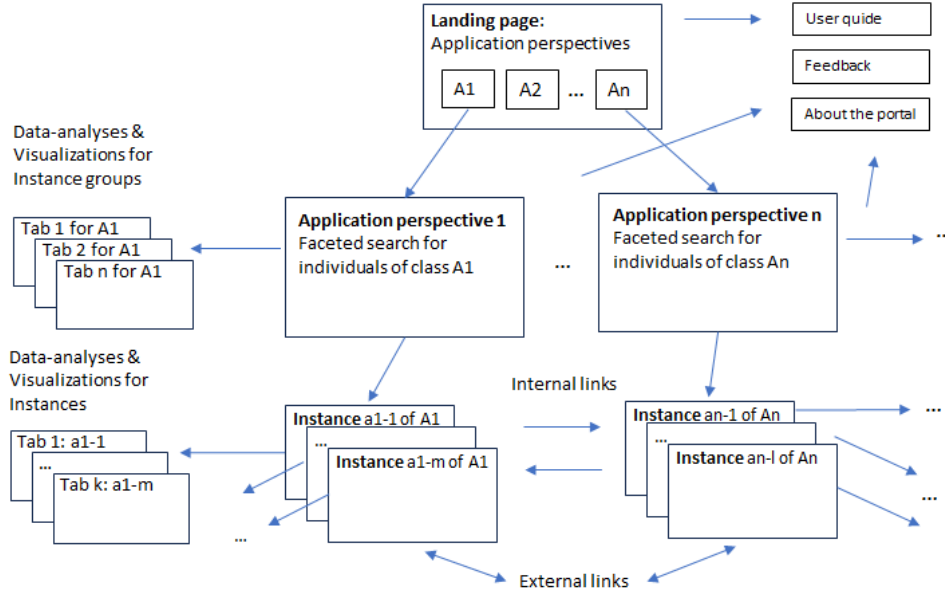 Landing page:
Application perspectives
A1
A2
...
An
User quide
Feedback
About the portal
Data-analyses &
Visualizations for
Instance groups
Tab 1 for A1
Tab 2 for A1
Tab n for A1
Application perspective 1
Faceted search for
individuals of class A1
...
Application perspective n
Faceted search for
individuals of class An
...
Data-analyses &
Visualizations for
Instances
Tab 1: a1-1
...
Tab k: a1-m
Instance a1-1 of A1
...
Instance a1-m of A1
...
Internal links
Instance an-1 of An
...
Instance an-l of An
...
...
External links